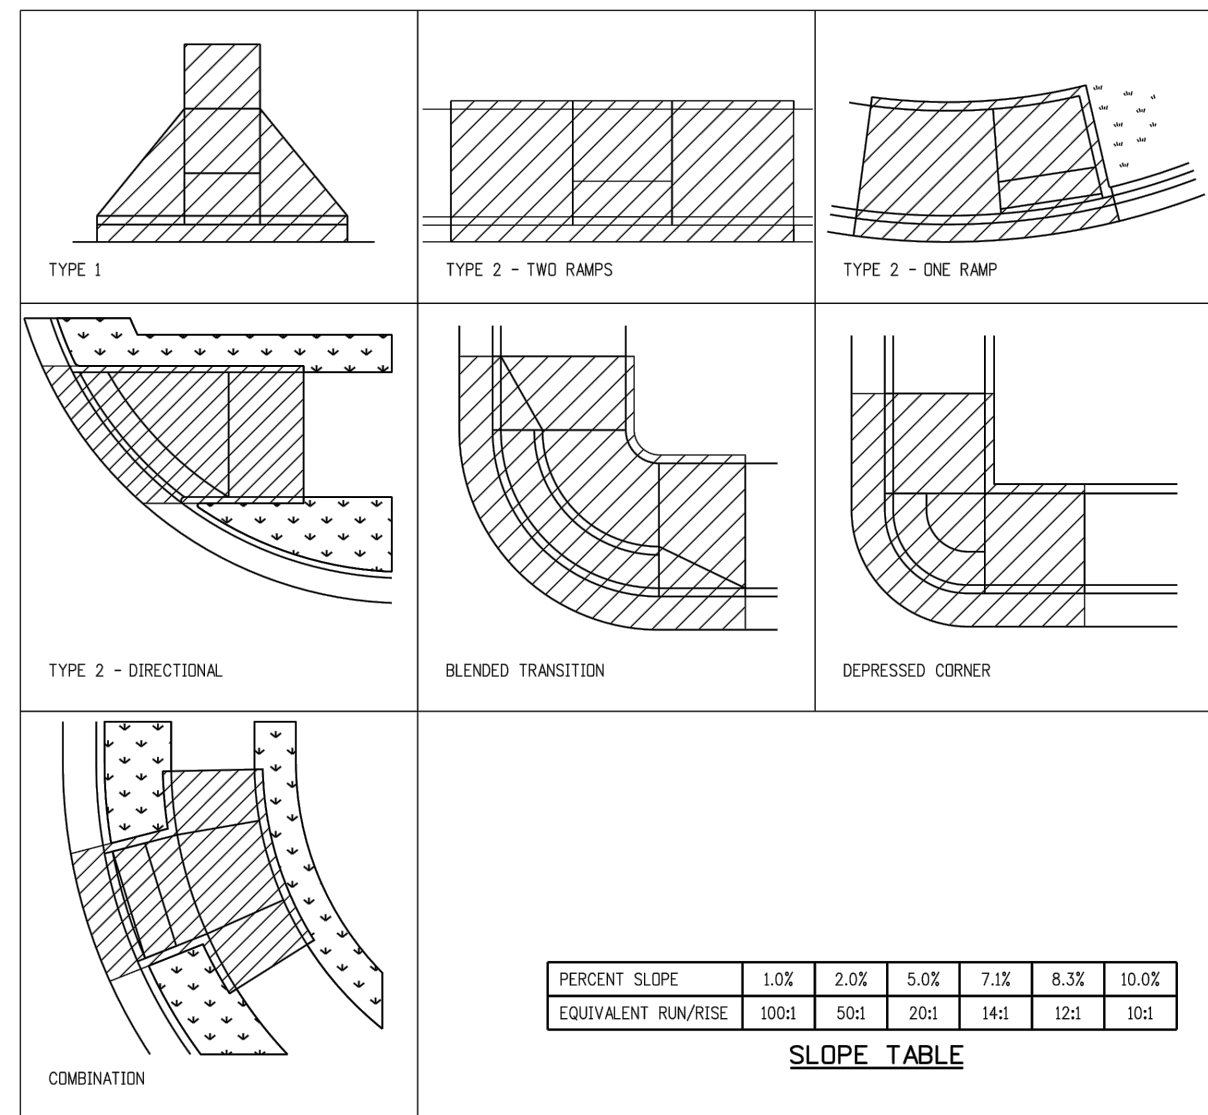 TYPE 1
TYPE 2 - TWO RAMPS
TYPE 2 - ONE RAMP
TYPE 2 - DIRECTIONAL
BLENDED TRANSITION
DEPRESSED CORNER
COMBINATION
PERCENT SLOPE 1.0% 2.0% 5.0% 7.1% 8.3% 10.0%
EQUIVALENT RUN/RISE 100:1 50:1 20:1 14:1 12:1 10:1
SLOPE TABLE